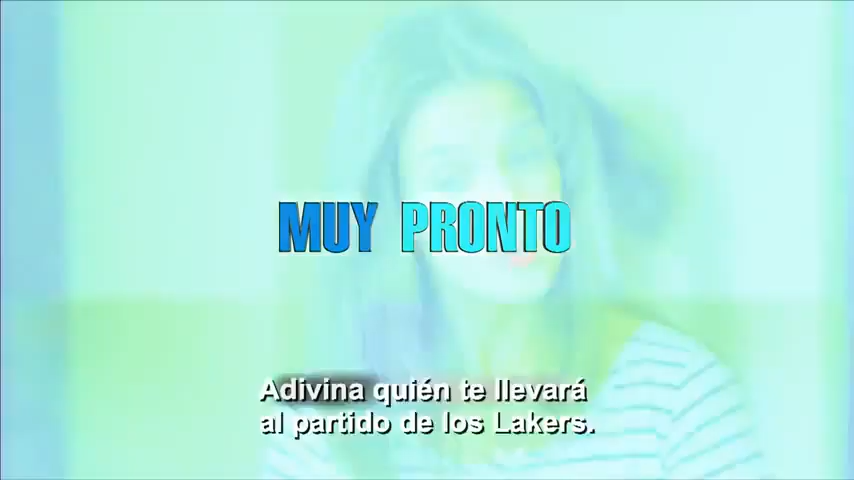 MUY PRONTO
Adivina quién te llevará
al partido de los Lakers.